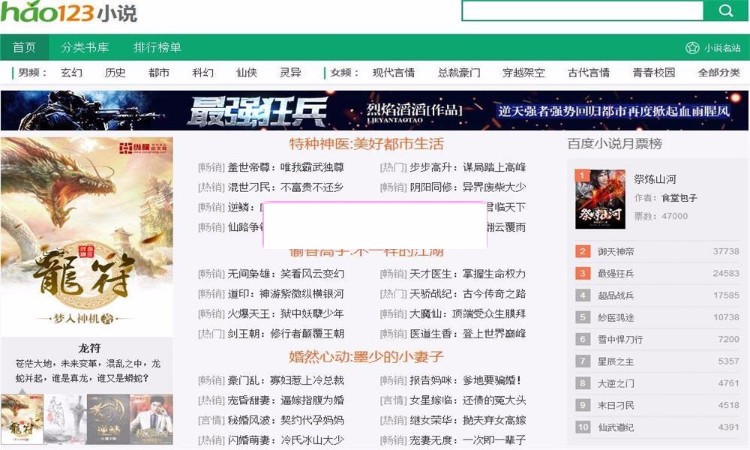 hao123小说
首页 分类书库 排行榜单 小说名站
男频： 玄幻 历史 都市 科幻 仙侠 灵异 女频： 现代言情 总裁豪门 穿越架空 古代言情 青春校园 全部分类
最强狂兵 烈焰滔滔[作品] 逆天强者强势回归都市再度掀起血雨腥风
LIEYANTAOTAO
纵横
龍符
梦入神机 著
龙符
苍茫大地，未来变革，混乱之中，龙
蛇并起，谁是真龙，谁又是蟒蛇？
特种神医:美好都市生活
[畅销] 盖世帝尊：唯我霸武独尊 [热门] 步步高升：谋局踏上高峰
[热销] 混世刁民：不富贵不还乡 [畅销] 阴阳同修：异界废柴大少
[畅销] 逆鳞： 君临天下
[畅销] 仙路争 翻云覆雨
偷香高手:不一样的江湖
[畅销] 无间枭雄：笑看风云变幻 [畅销] 天才医生：掌握生命权力
[畅销] 道印：神游紫微纵横银河 [热门] 天骄战纪：古今传奇之路
[畅销] 火爆天王：狱中妖孽少年 [畅销] 大魔仙：顶端受众生膜拜
[热门] 剑王朝：修行者颠覆王朝 [畅销] 医道生香：登上世界巅峰
婚然心动:墨少的小妻子
[畅销] 豪门乱：寡妇惹上冷总裁 [畅销] 报告妈咪：爹地要骗婚！
[热销] 宠昏甜妻：逼嫁指腹为婚 [言情] 女星嫁临：还债的冤大头
[言情] 秘婚风波：契约代孕妈妈 [热销] 继女荣华：抛夫弃女高嫁
[热销] 闪婚萌妻：冷氏冰山大少 [畅销] 宠妻无度：一次即一辈子
百度小说月票榜
1 祭炼山河
作者：食堂包子
票数：47000
2 御天神帝 37738
3 最强狂兵 24583
4 超品战兵 17585
5 妙医鸿途 10738
6 雪中悍刀行 7200
7 星辰之主 5357
8 大逆之门 4761
9 末日刁民 4518
10 仙武道纪 4391